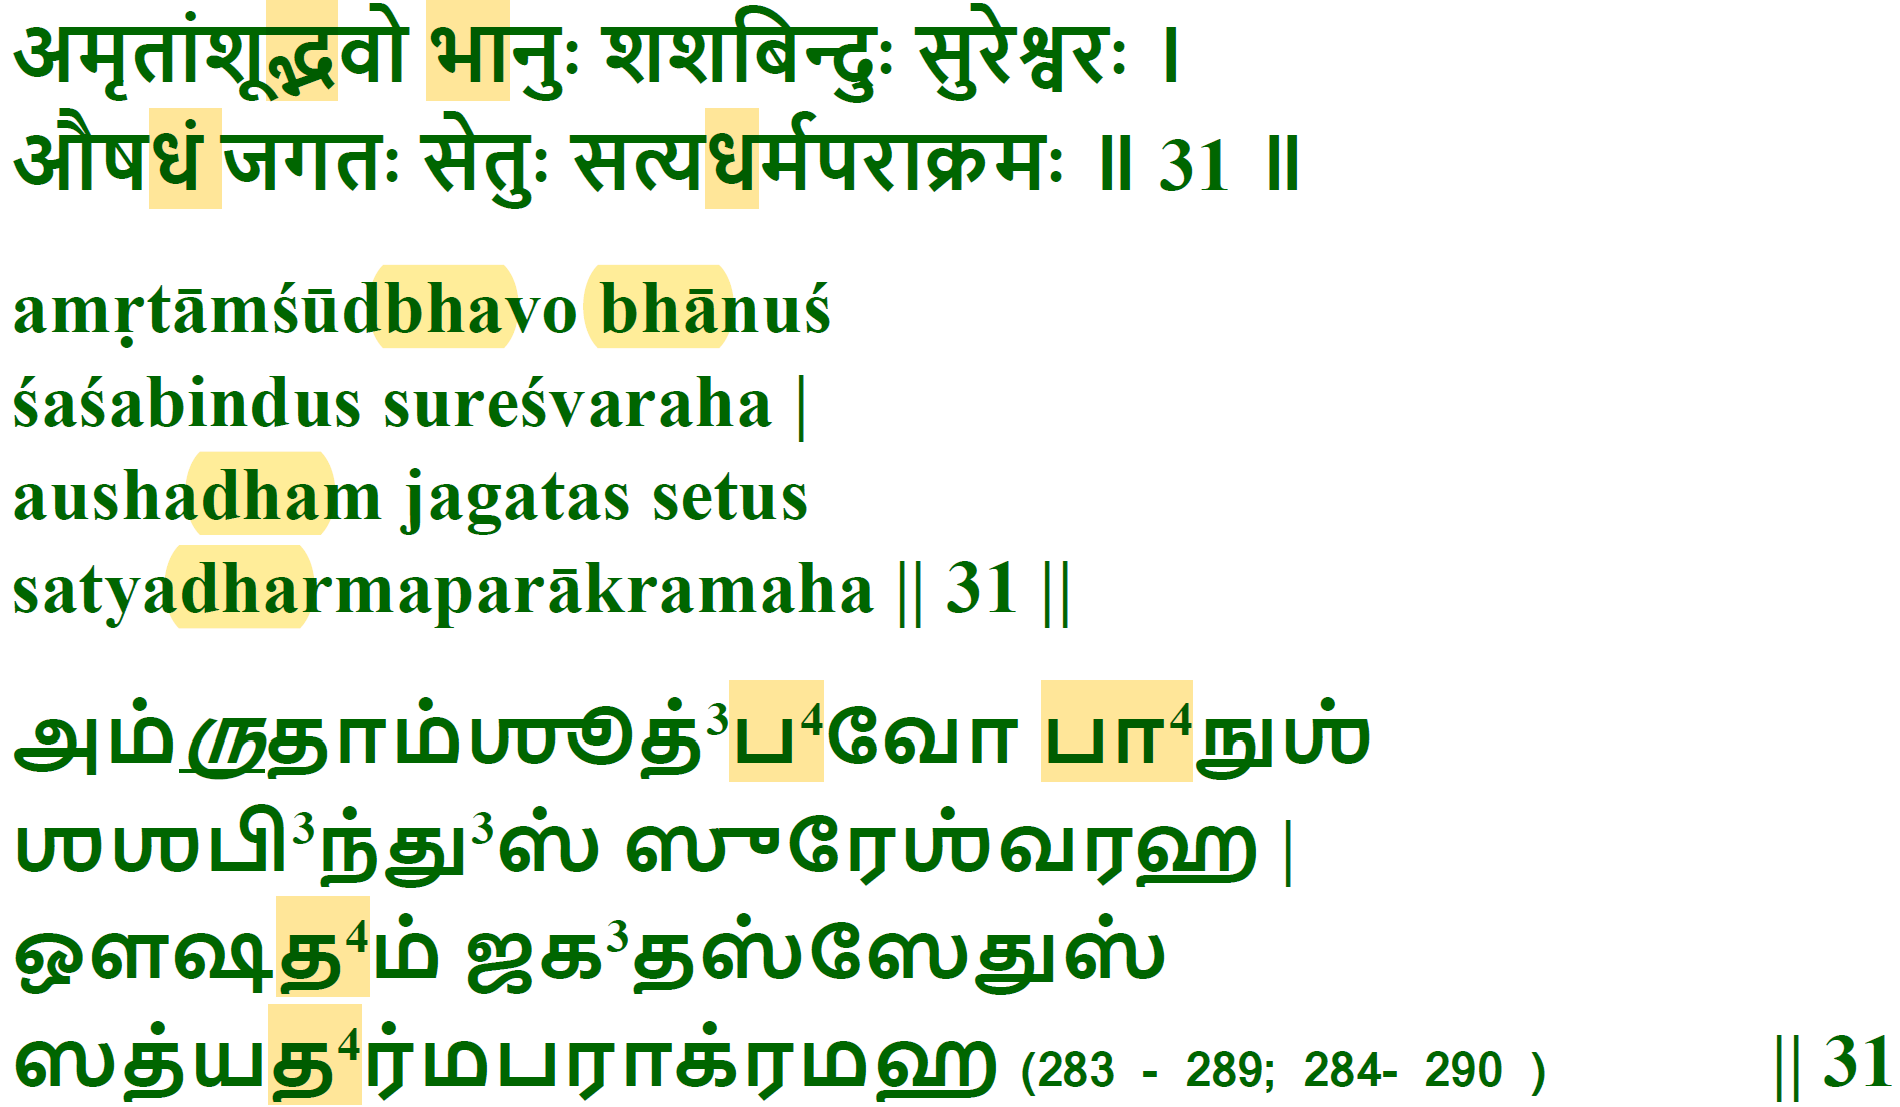 अमृतांशूद्भवो भानुः शशबिन्दुः सुरेश्वरः ।
औषधं जगतः सेतुः सत्यधर्मपराक्रमः ॥ 31 ॥
amṛtāmśūdbhavo bhānuś
śaśabindus sureśvaraha |
aushadham jagatas setus
satyadharmaparākramaha || 31 ||
அம்ருதாம்ஶூத்³ப⁴வோ பா⁴நுஶ்
ஶஶபி³ந்து³ஸ் ஸுரேஶ்வரஹ |
ஔஷத⁴ம் ஜக³தஸ்ஸேதுஸ்
ஸத்யத⁴ர்மபராக்ரமஹ (283 - 289; 284- 290 ) || 31